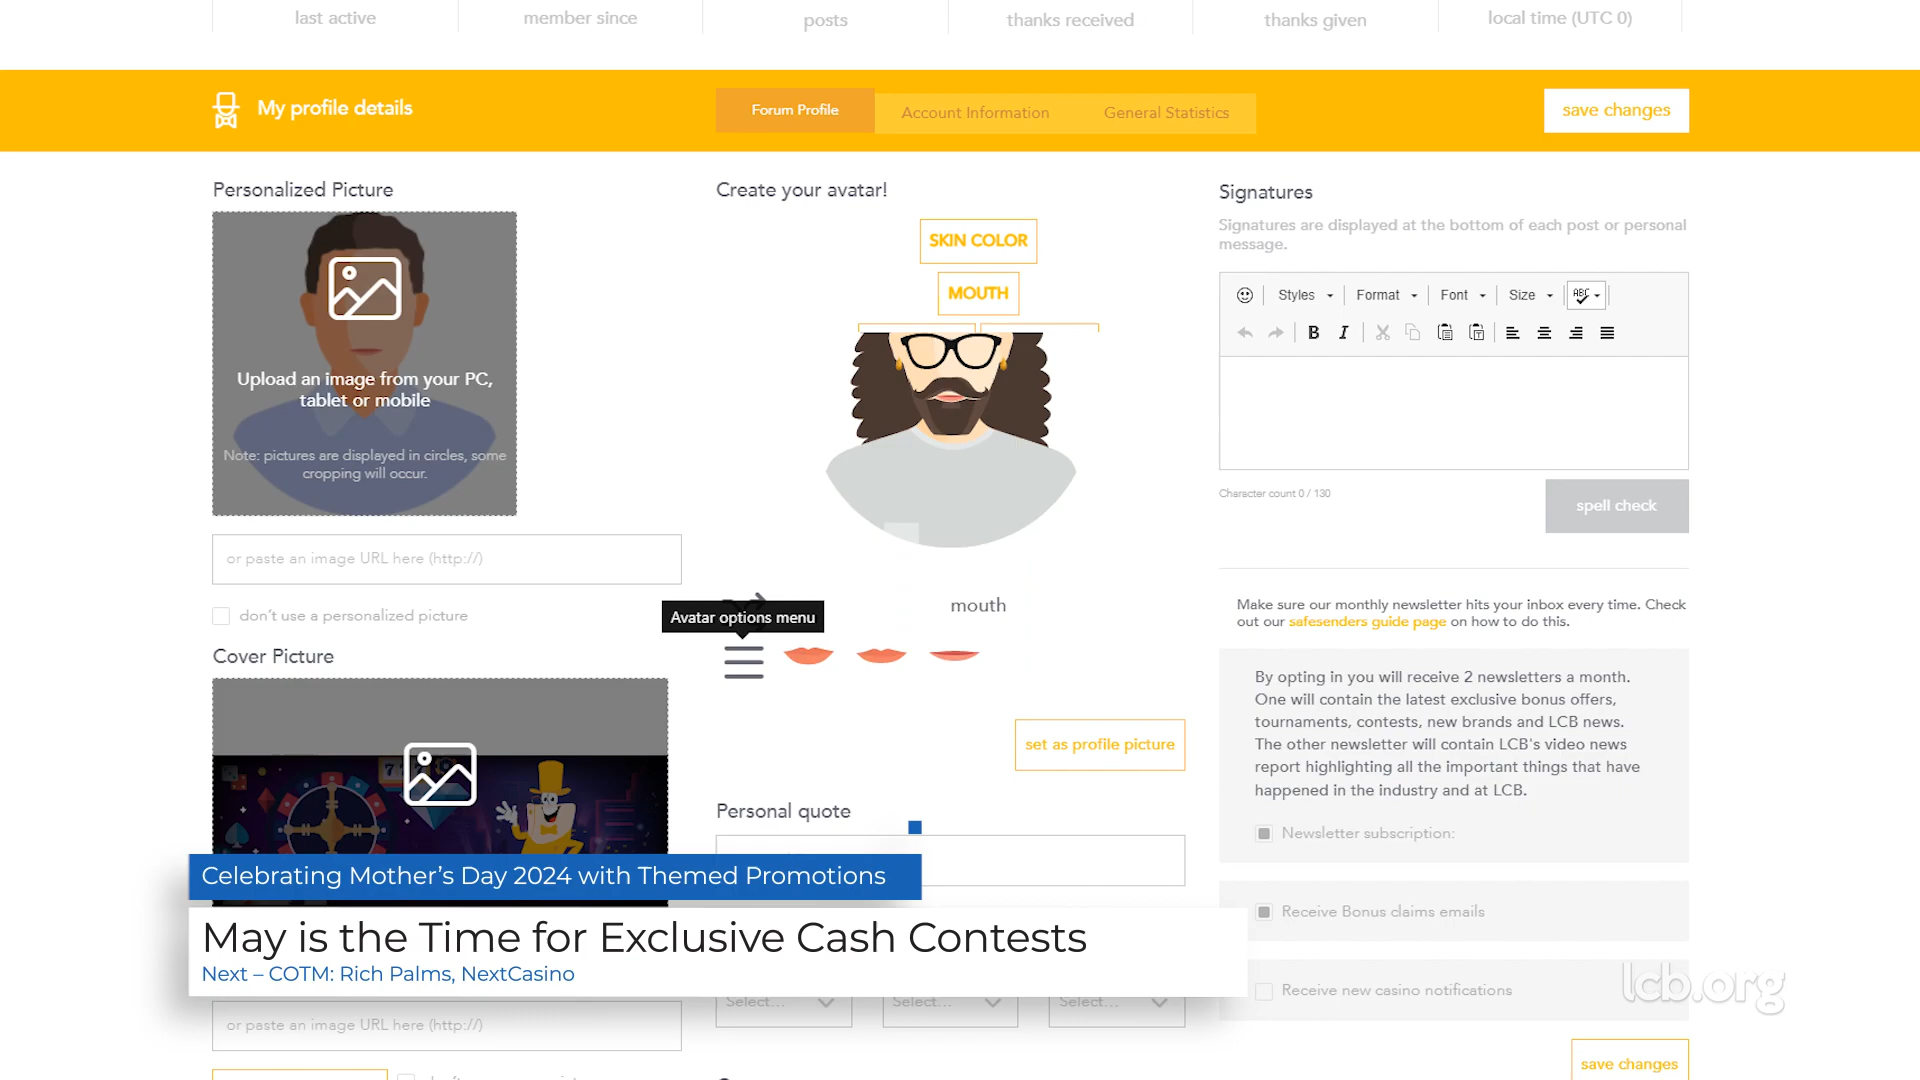 last active
member since
posts
thanks received
thanks given
local time (UTC 0)
My profile details
Forum Profile
Account Information
General Statistics
save changes
Personalized Picture
Upload an image from your PC,
tablet or mobile
Note: pictures are displayed in circles, some
cropping will occur.
or paste an image URL here (http://)
don't use a personalized picture
Cover Picture
Create your avatar!
SKIN COLOR
MOUTH
mouth
Avatar options menu
set as profile picture
Personal quote
Signatures
Signatures are displayed at the bottom of each post or personal
message.
Styles
Format
Font
Size
ABC
B
I
Character count 0 / 130
spell check
Make sure our monthly newsletter hits your inbox every time. Check
out our safesenders guide page on how to do this.
By opting in you will receive 2 newsletters a month.
One will contain the latest exclusive bonus offers,
tournaments, contests, new brands and LCB news.
The other newsletter will contain LCB's video news
report highlighting all the important things that have
happened in the industry and at LCB.
Newsletter subscription:
Receive Bonus claims emails
Receive new casino notifications
Celebrating Mother's Day 2024 with Themed Promotions
May is the Time for Exclusive Cash Contests
Next – COTM: Rich Palms, NextCasino
Select...
Select...
Select...
or paste an image URL here (http://)
lcb.org
save changes